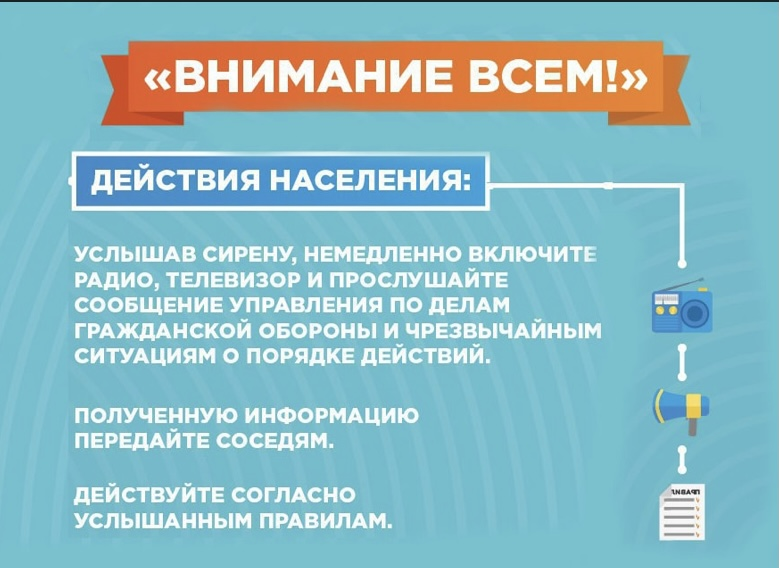 «ВНИМАНИЕ ВСЕМ!»
ДЕЙСТВИЯ НАСЕЛЕНИЯ:
УСЛЫШАВ СИРЕНУ, НЕМЕДЛЕННО ВКЛЮЧИТЕ
РАДИО, ТЕЛЕВИЗОР И ПРОСЛУШАЙТЕ
СООБЩЕНИЕ УПРАВЛЕНИЯ ПО ДЕЛАМ
ГРАЖДАНСКОЙ ОБОРОНЫ И ЧРЕЗВЫЧАЙНЫМ
СИТУАЦИЯМ О ПОРЯДКЕ ДЕЙСТВИЙ.
ПОЛУЧЕННУЮ ИНФОРМАЦИЮ
ПЕРЕДАЙТЕ СОСЕДЯМ.
ДЕЙСТВУЙТЕ СОГЛАСНО
УСЛЫШАННЫМ ПРАВИЛАМ.